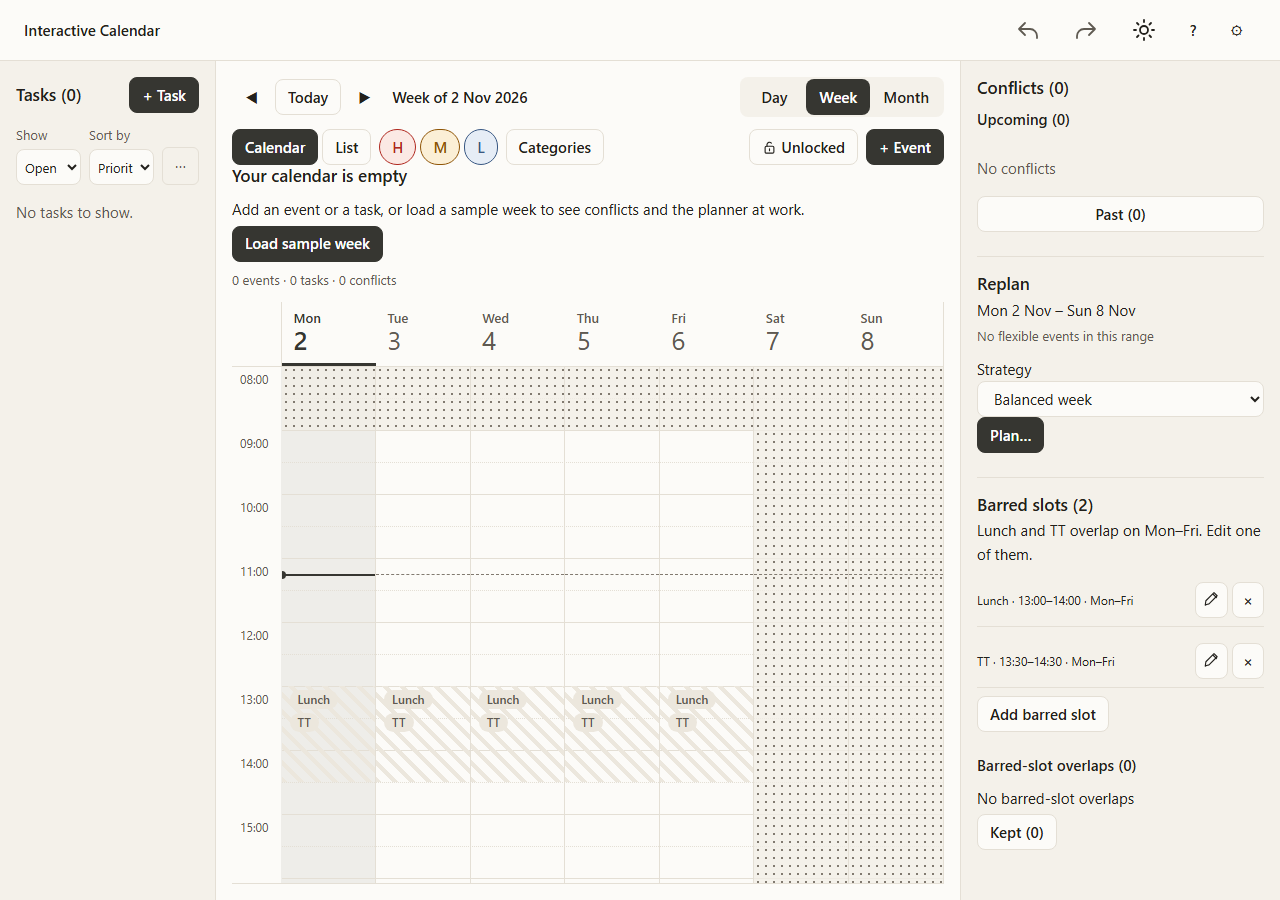 Interactive Calendar
?
Tasks (0)
+ Task
Show
Sort by
Open
Priorit
...
No tasks to show.
Today
Week of 2 Nov 2026
Day
Week
Month
Calendar
List
H
M
L
Categories
Unlocked
+ Event
Your calendar is empty
Add an event or a task, or load a sample week to see conflicts and the planner at work.
Load sample week
0 events · 0 tasks · 0 conflicts
Mon
2
Tue
3
Wed
4
Thu
5
Fri
6
Sat
7
Sun
8
08:00
09:00
10:00
11:00
12:00
13:00
14:00
15:00
Lunch
TT
Lunch
TT
Lunch
TT
Lunch
TT
Lunch
TT
Conflicts (0)
Upcoming (0)
No conflicts
Past (0)
Replan
Mon 2 Nov – Sun 8 Nov
No flexible events in this range
Strategy
Balanced week
Plan...
Barred slots (2)
Lunch and TT overlap on Mon–Fri. Edit one
of them.
Lunch · 13:00–14:00 · Mon–Fri
×
TT · 13:30–14:30 · Mon–Fri
×
Add barred slot
Barred-slot overlaps (0)
No barred-slot overlaps
Kept (0)